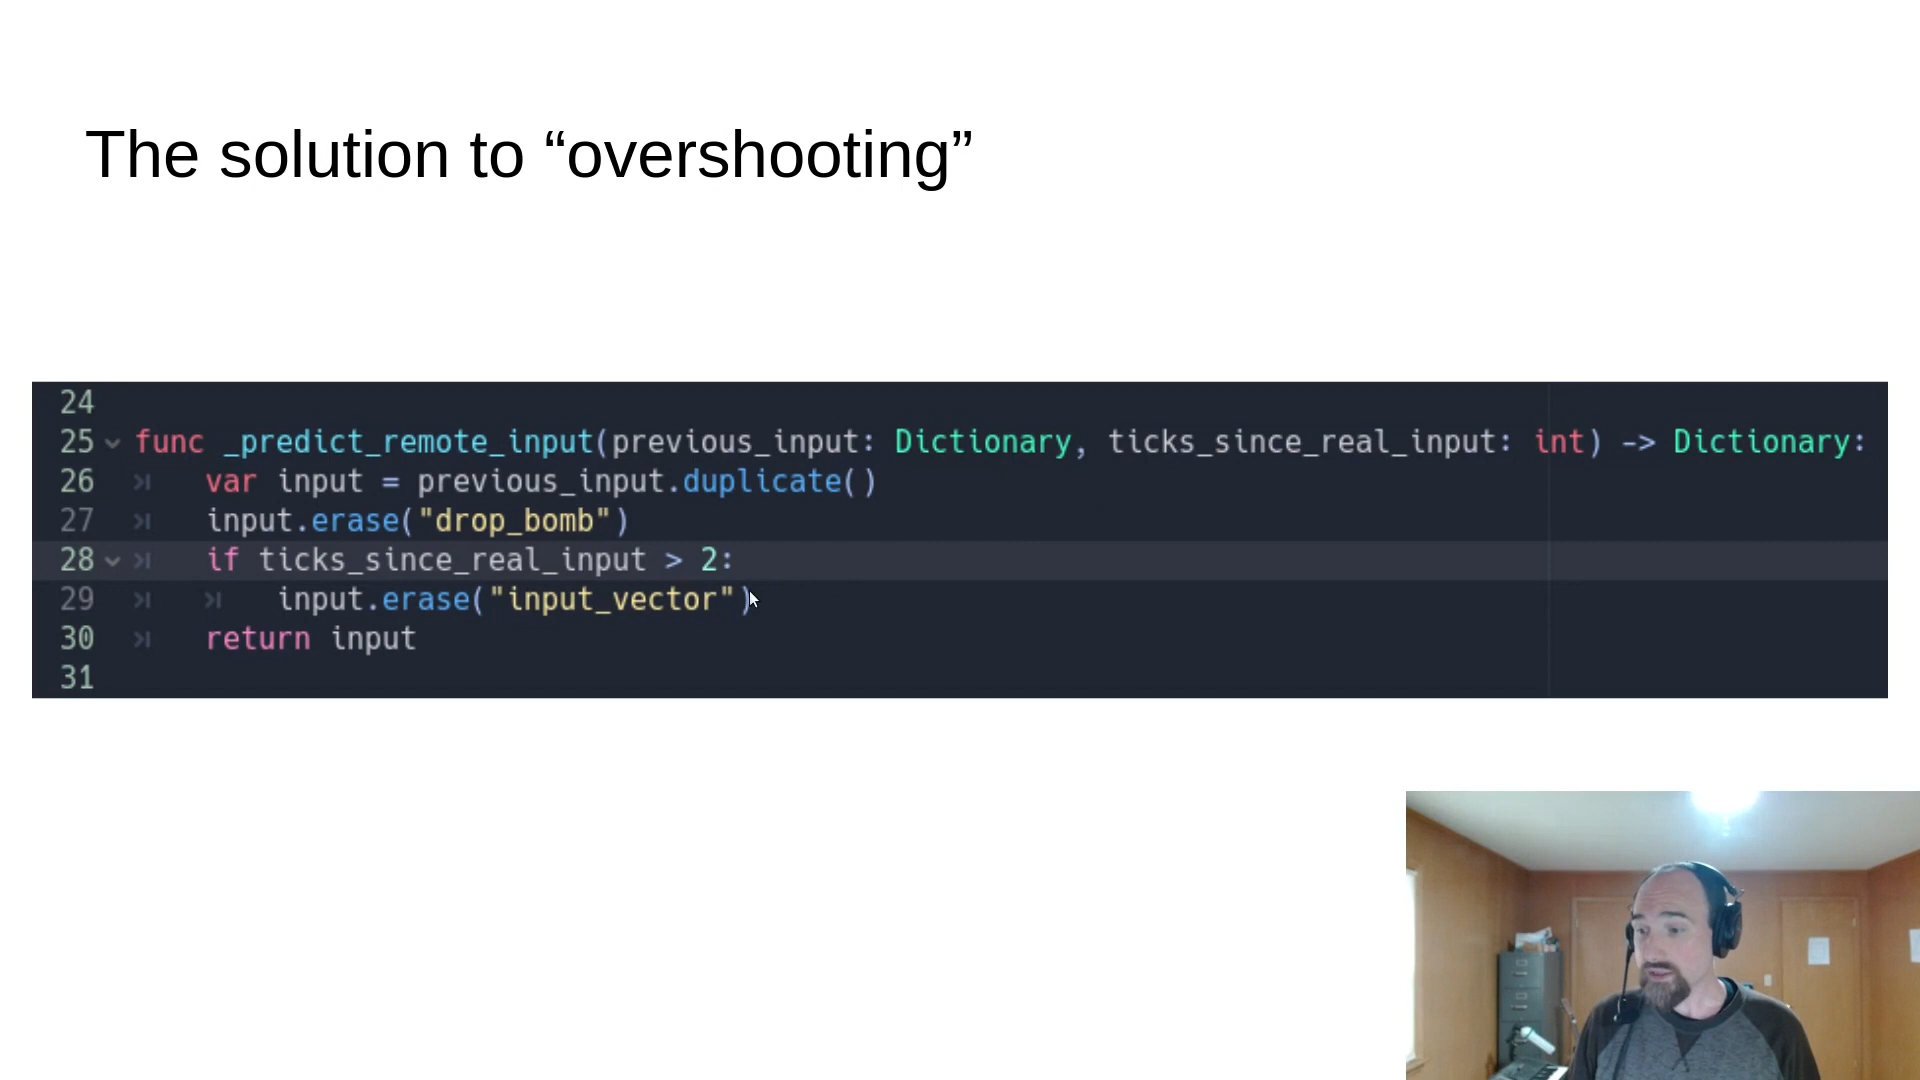 The solution to “overshooting”
24
25 func _predict_remote_input(previous_input: Dictionary, ticks_since_real_input: int) -> Dictionary:
26 var input = previous_input.duplicate()
27 input.erase("drop_bomb")
28 if ticks_since_real_input > 2:
29 input.erase("input_vector")
30 return input
31